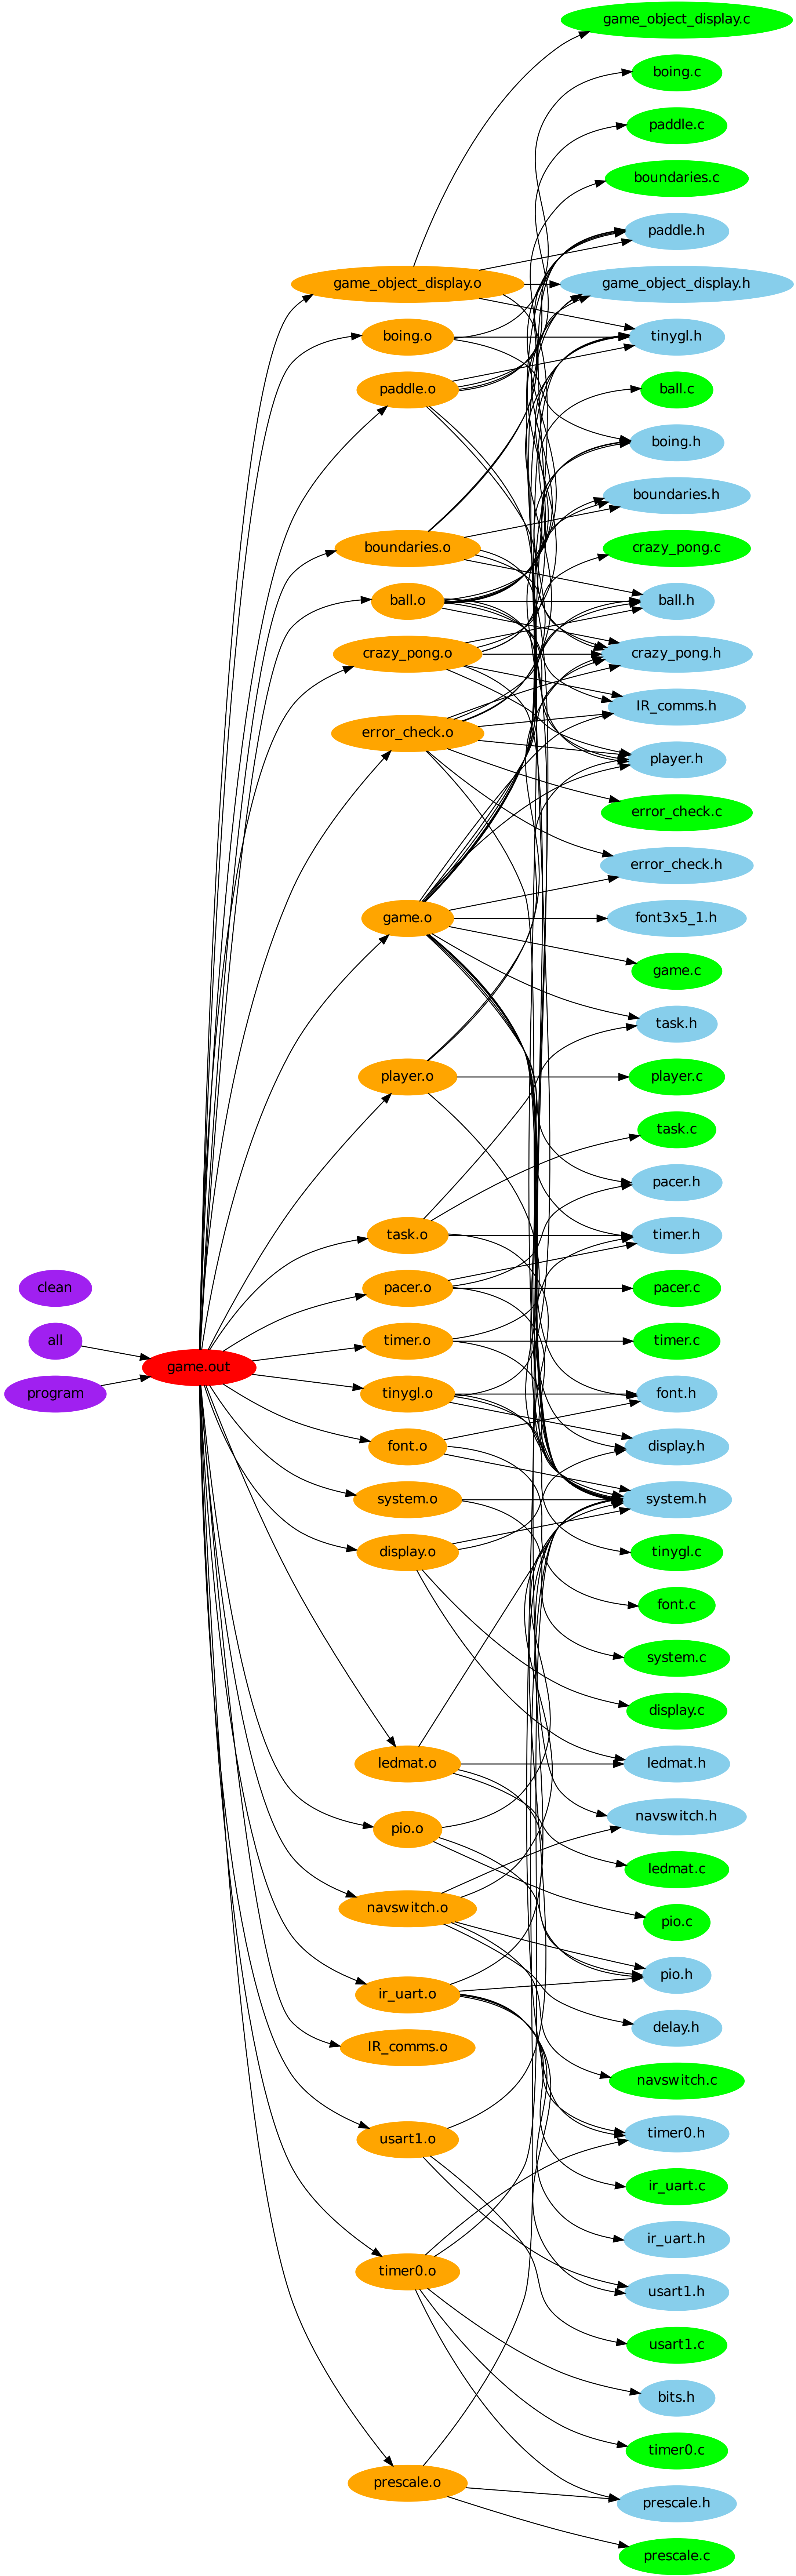 clean
all
program
game.out
game_object_display.o
boing.o
paddle.o
boundaries.o
ball.o
crazy_pong.o
error_check.o
game.o
player.o
task.o
pacer.o
timer.o
tinygl.o
font.o
system.o
display.o
ledmat.o
pio.o
navswitch.o
ir_uart.o
IR_comms.o
usart1.o
timer0.o
prescale.o
game_object_display.c
boing.c
paddle.c
boundaries.c
paddle.h
game_object_display.h
tinygl.h
ball.c
boing.h
boundaries.h
crazy_pong.c
ball.h
crazy_pong.h
IR_comms.h
player.h
error_check.c
error_check.h
font3x5_1.h
game.c
task.h
player.c
task.c
pacer.h
timer.h
pacer.c
timer.c
font.h
display.h
system.h
tinygl.c
font.c
system.c
display.c
ledmat.h
navswitch.h
ledmat.c
pio.c
pio.h
delay.h
navswitch.c
timer0.h
ir_uart.c
ir_uart.h
usart1.h
usart1.c
bits.h
timer0.c
prescale.h
prescale.c